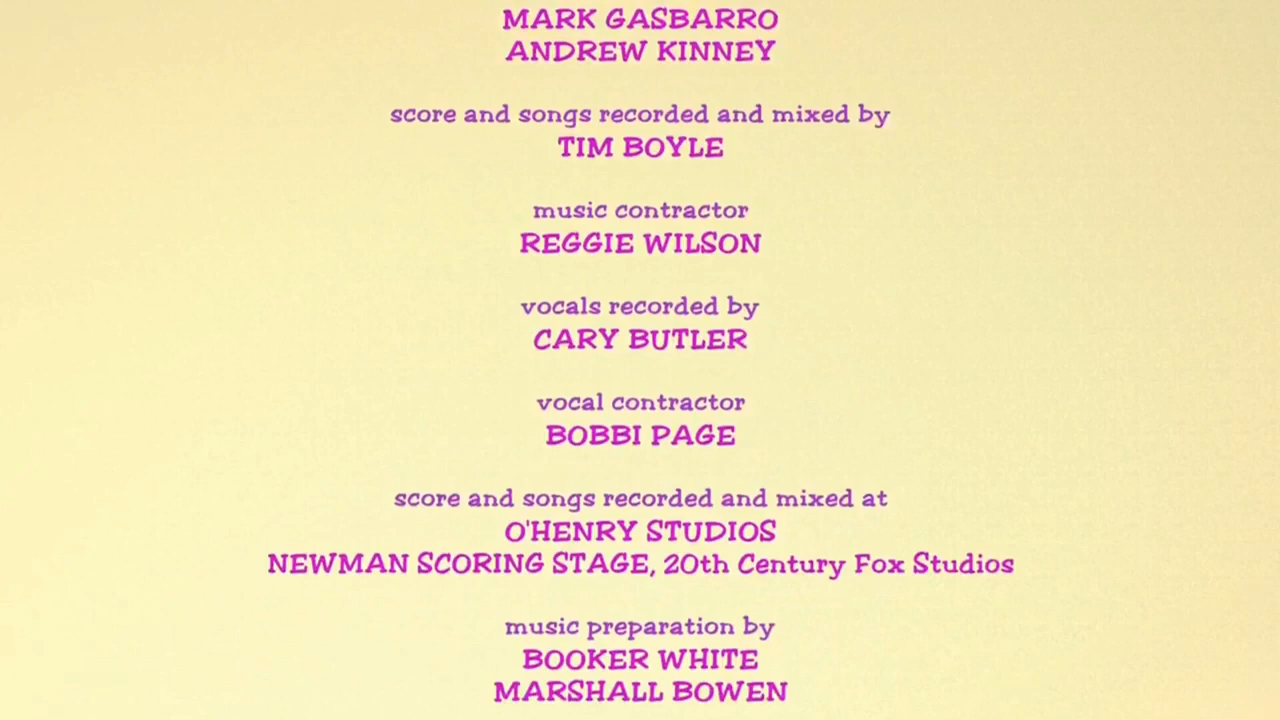 MARK GASBARRO
ANDREW KINNEY
score and songs recorded and mixed by
TIM BOYLE
music contractor
REGGIE WILSON
vocals recorded by
CARY BUTLER
vocal contractor
BOBBI PAGE
score and songs recorded and mixed at
O'HENRY STUDIOS
NEWMAN SCORING STAGE, 20th Century Fox Studios
music preparation by
BOOKER WHITE
MARSHALL BOWEN